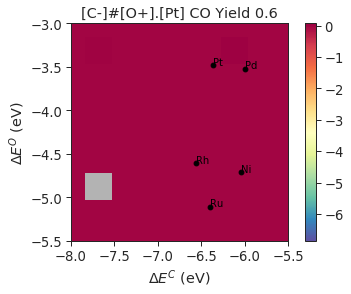 [C-]#[O+].[Pt] CO Yield 0.6
−3.0
−3.5
−4.0
−4.5
−5.0
−5.5
ΔE^O (eV)
Pt
Pd
Rh
Ni
Ru
−8.0 −7.5 −7.0 −6.5 −6.0 −5.5
ΔE^C (eV)
0
−1
−2
−3
−4
−5
−6